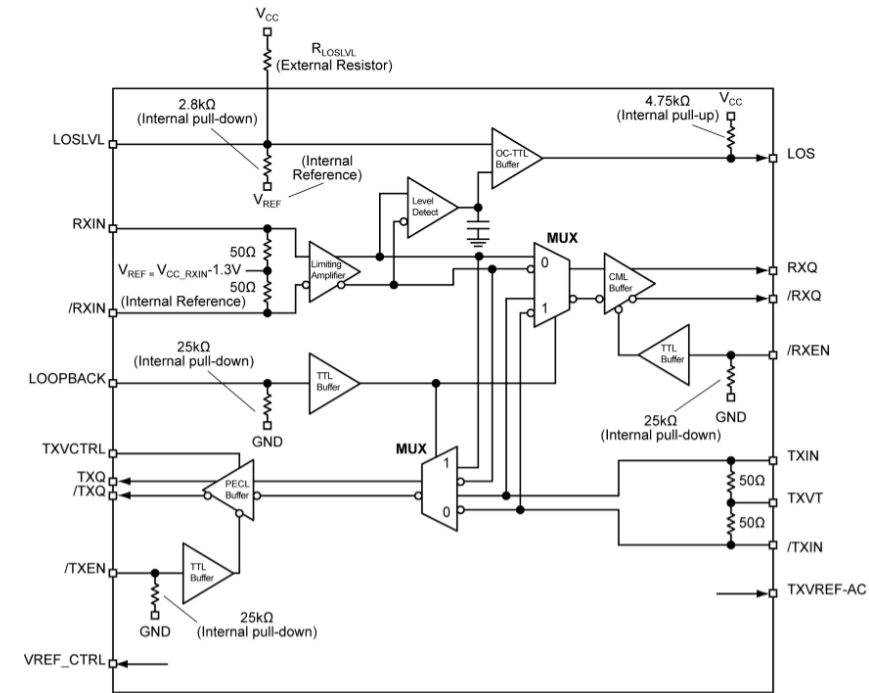 VCC
RLOSLVL
(External Resistor)
2.8kΩ
(Internal pull-down)
4.75kΩ
(Internal pull-up)
VCC
LOSLVL
(Internal
Reference)
VREF
OC-TTL
Buffer
LOS
Level
Detect
RXIN
50Ω
VREF = VCC_RXIN-1.3V
50Ω
(Internal Reference)
/RXIN
Limiting
Amplifier
MUX
0
1
CML
Buffer
RXQ
/RXQ
TTL
Buffer
/RXEN
25kΩ
(Internal pull-down)
GND
25kΩ
(Internal pull-down)
LOOPBACK
TTL
Buffer
GND
TXVCTRL
TXQ
/TXQ
PECL
Buffer
MUX
1
0
TXIN
50Ω
TXVT
50Ω
/TXIN
/TXEN
TTL
Buffer
GND
25kΩ
(Internal pull-down)
TXVREF-AC
VREF_CTRL